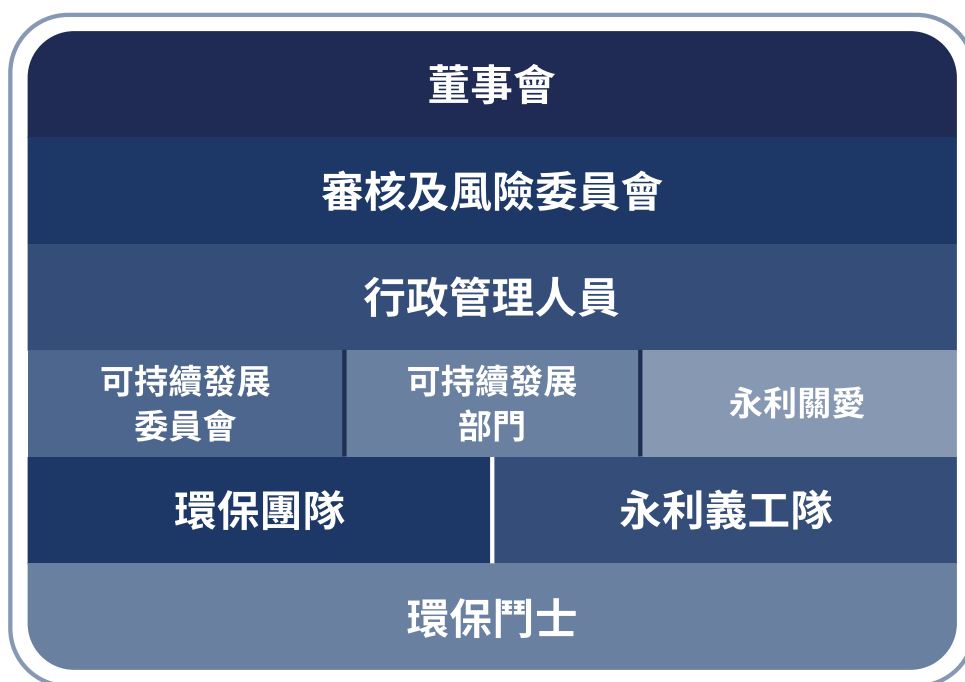 董事會
審核及風險委員會
行政管理人員
可持續發展
委員會
可持續發展
部門
永利關愛
環保團隊
永利義工隊
環保鬥士